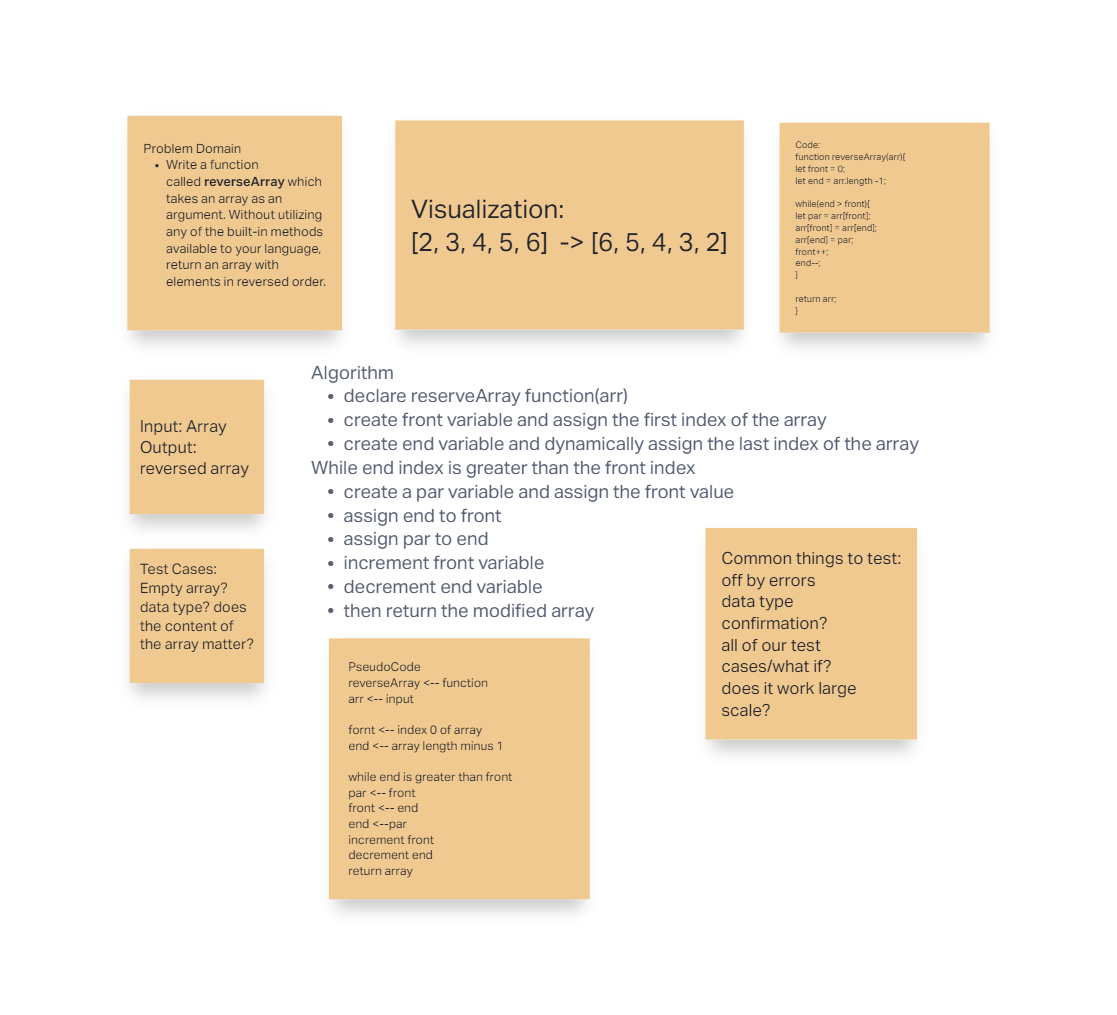 Problem Domain
• Write a function
called reverseArray which
takes an array as an
argument. Without utilizing
any of the built-in methods
available to your language,
return an array with
elements in reversed order.
Visualization:
[2, 3, 4, 5, 6] -> [6, 5, 4, 3, 2]
Code:
function reverseArray(arr){
let front = 0;
let end = arr.length -1;
while(end > front){
let par = arr[front];
arr[front] = arr[end];
arr[end] = par;
front++;
end--;
}
return arr;
}
Input: Array
Output:
reversed array
Algorithm
• declare reserveArray function(arr)
• create front variable and assign the first index of the array
• create end variable and dynamically assign the last index of the array
While end index is greater than the front index
• create a par variable and assign the front value
• assign end to front
• assign par to end
• increment front variable
• decrement end variable
• then return the modified array
Test Cases:
Empty array?
data type? does
the content of
the array matter?
Common things to test:
off by errors
data type
confirmation?
all of our test
cases/what if?
does it work large
scale?
PseudoCode
reverseArray <-- function
arr <-- input
fornt <-- index 0 of array
end <-- array length minus 1
while end is greater than front
par <-- front
front <-- end
end <--par
increment front
decrement end
return array